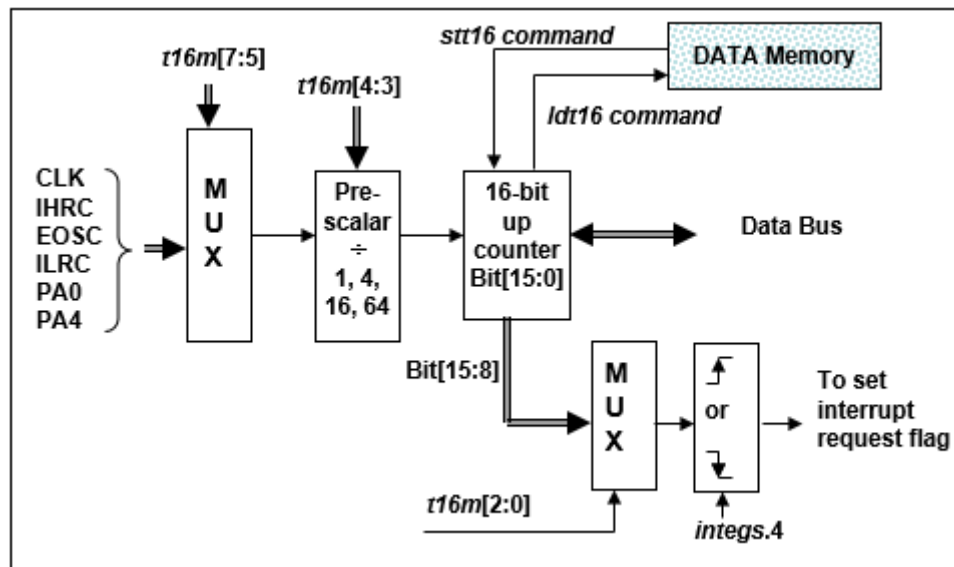 stt16 command
DATA Memory
t16m[7:5]
t16m[4:3]
ldt16 command
CLK
IHRC
EOSC
ILRC
PA0
PA4
M
U
X
Pre-
scalar
÷
1, 4,
16, 64
16-bit
up
counter
Bit[15:0]
Data Bus
Bit[15:8]
M
U
X
or
To set
interrupt
request flag
t16m[2:0]
integs.4